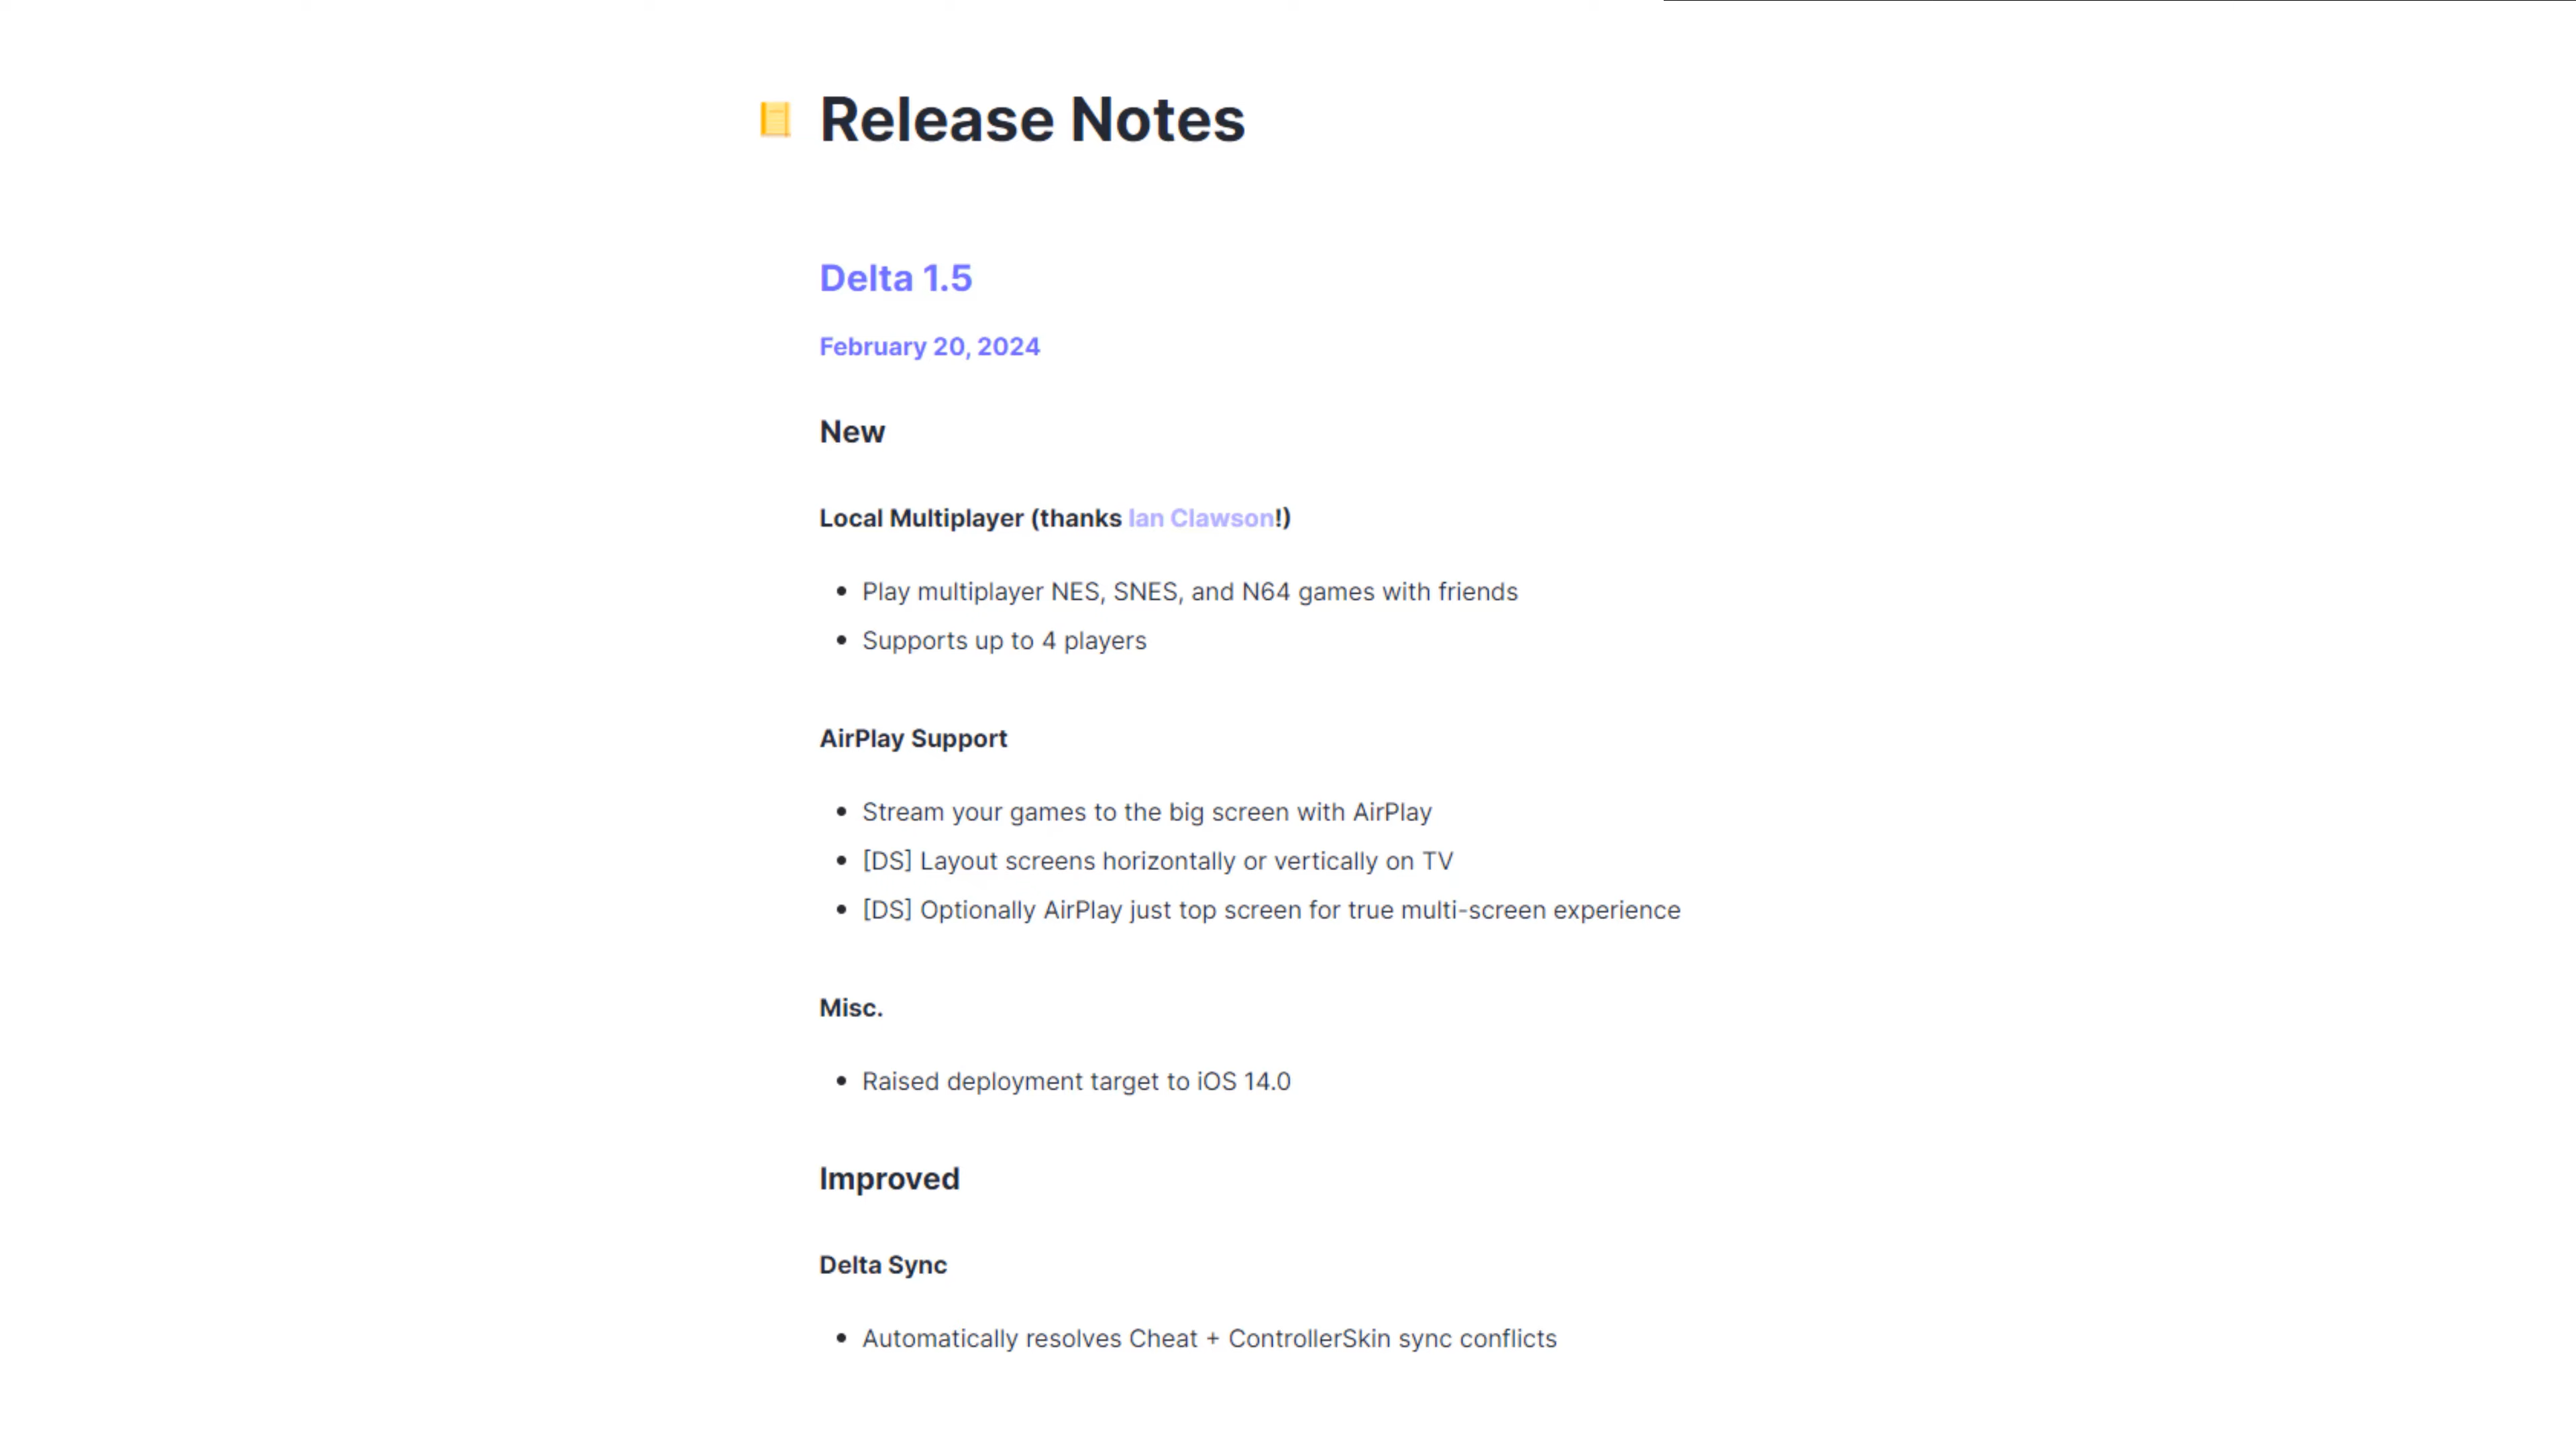 Release Notes
Delta 1.5
February 20, 2024
New
Local Multiplayer (thanks Ian Clawson!)
• Play multiplayer NES, SNES, and N64 games with friends
• Supports up to 4 players
AirPlay Support
• Stream your games to the big screen with AirPlay
• [DS] Layout screens horizontally or vertically on TV
• [DS] Optionally AirPlay just top screen for true multi-screen experience
Misc.
• Raised deployment target to iOS 14.0
Improved
Delta Sync
• Automatically resolves Cheat + ControllerSkin sync conflicts